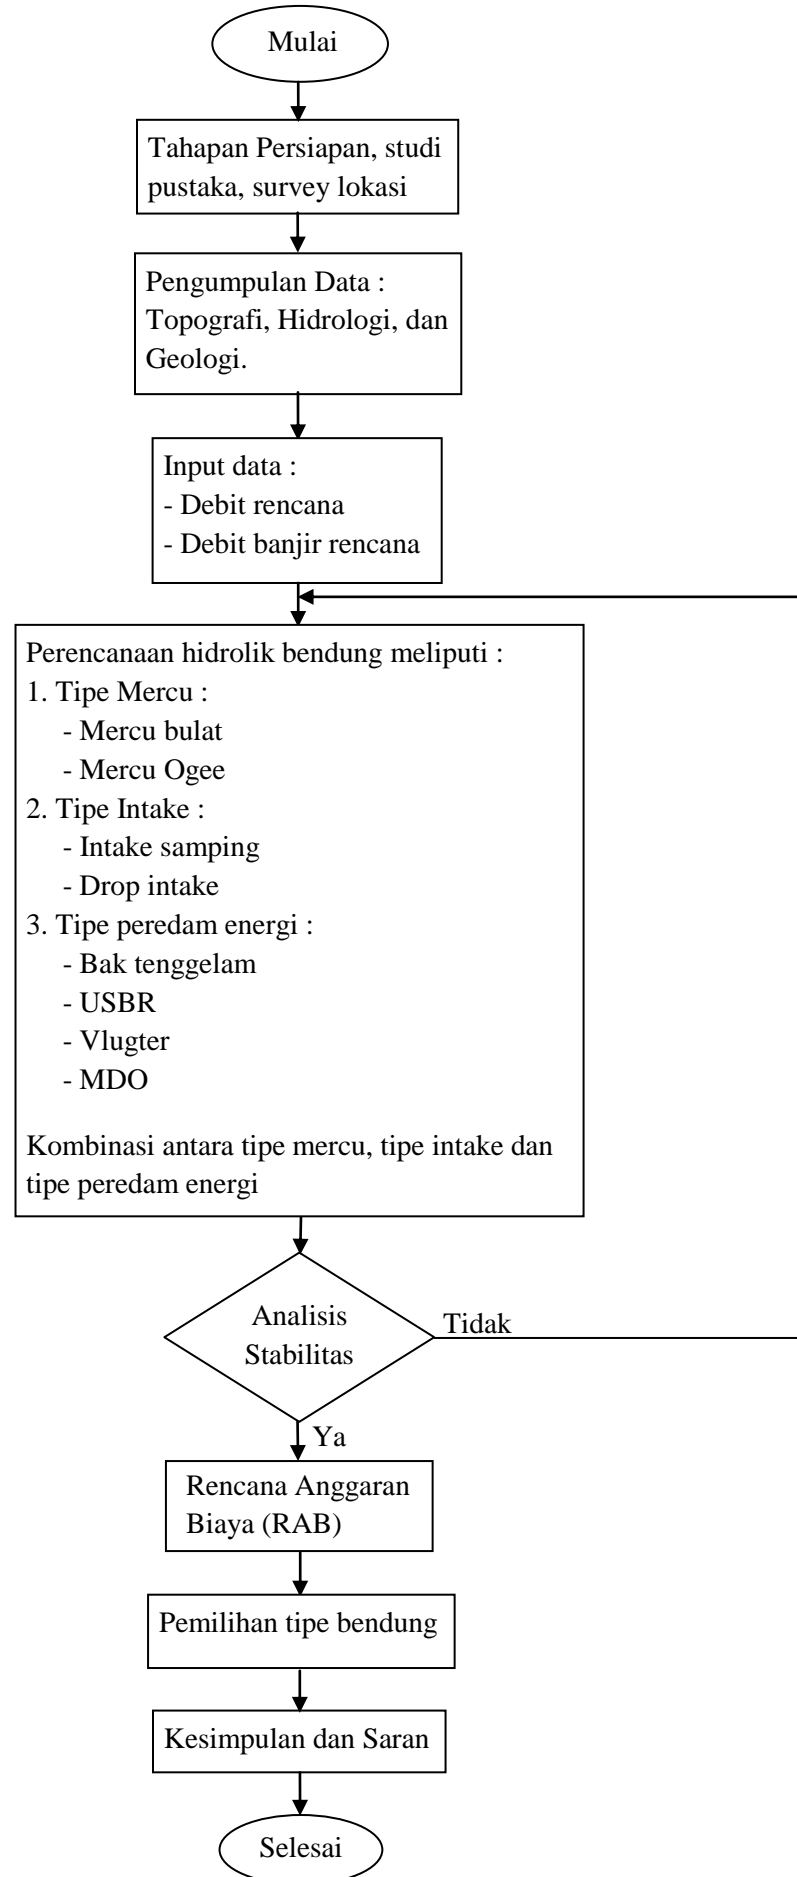 Mulai
Tahapan Persiapan, studi
pustaka, survey lokasi
Pengumpulan Data :
Topografi, Hidrologi, dan
Geologi.
Input data :
- Debit rencana
- Debit banjir rencana
Perencanaan hidrolik bendung meliputi :
1. Tipe Mercu :
- Mercu bulat
- Mercu Ogee
2. Tipe Intake :
- Intake samping
- Drop intake
3. Tipe peredam energi :
- Bak tenggelam
- USBR
- Vlugter
- MDO
Kombinasi antara tipe mercu, tipe intake dan
tipe peredam energi
Analisis
Stabilitas
Tidak
Ya
Rencana Anggaran
Biaya (RAB)
Pemilihan tipe bendung
Kesimpulan dan Saran
Selesai